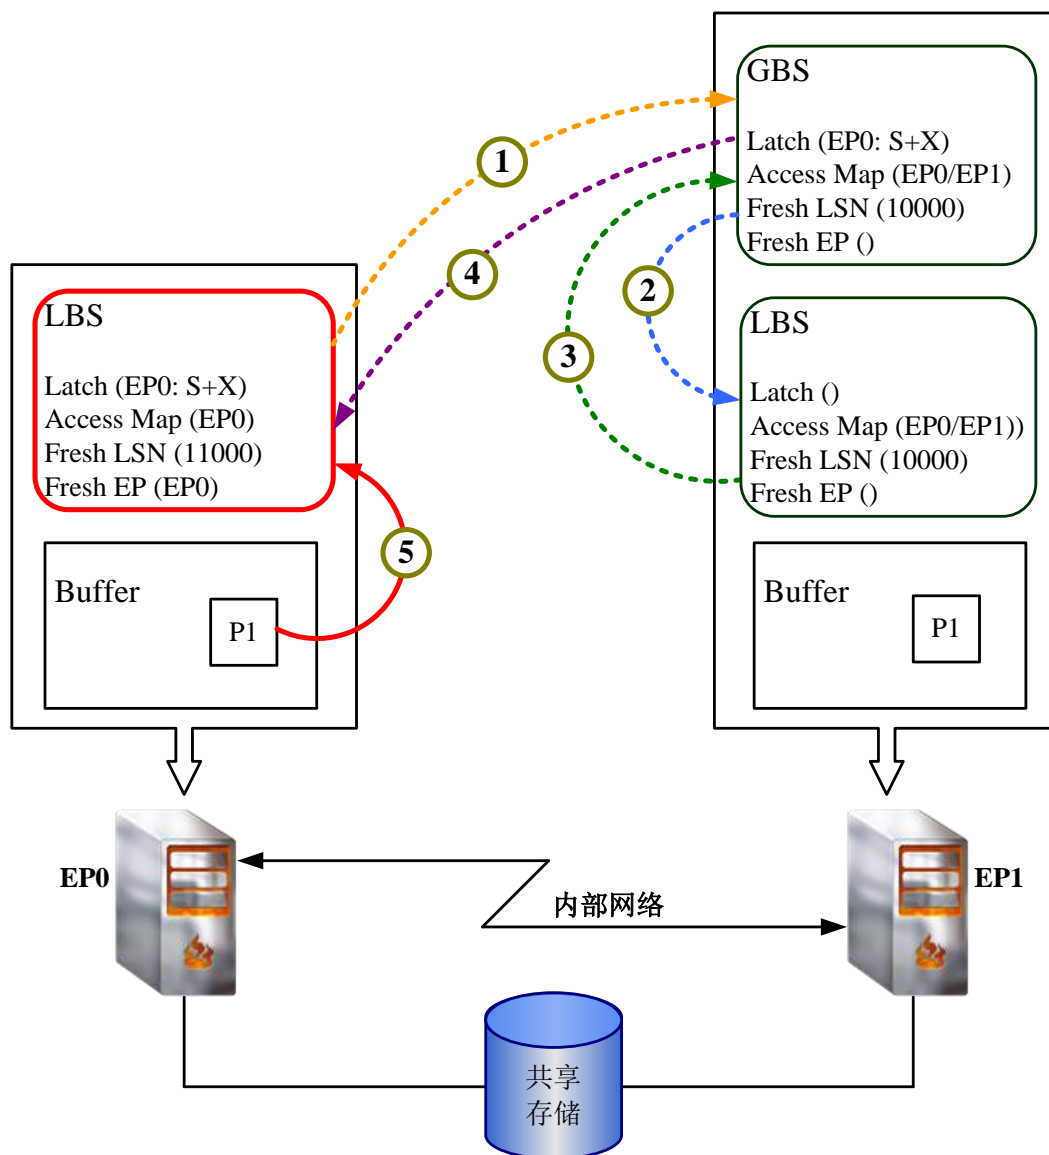 GBS
Latch (EP0: S+X)
Access Map (EP0/EP1)
Fresh LSN (10000)
Fresh EP ()
1
4
2
3
LBS
Latch (EP0: S+X)
Access Map (EP0)
Fresh LSN (11000)
Fresh EP (EP0)
LBS
Latch ()
Access Map (EP0/EP1))
Fresh LSN (10000)
Fresh EP ()
5
Buffer
P1
Buffer
P1
EP0
EP1
内部网络
共享
存储